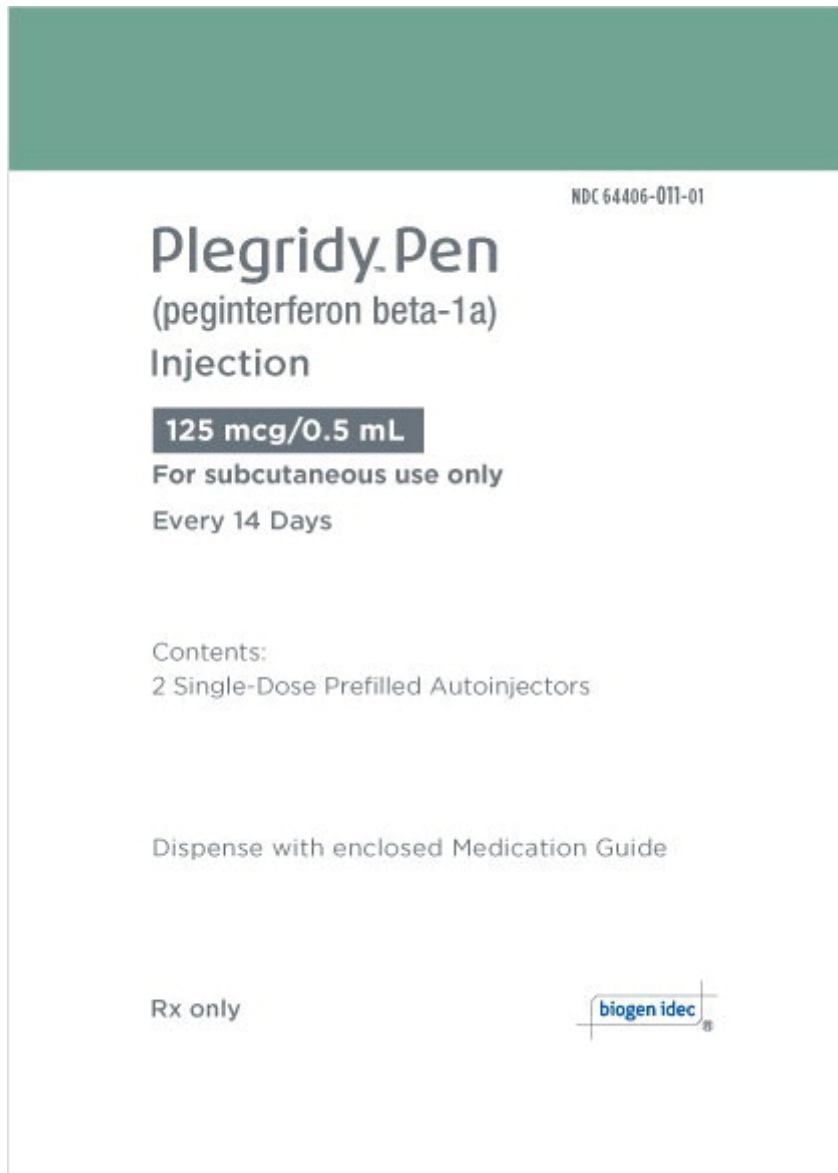 NDC 64406-011-01
Plegridy™ Pen
(peginterferon beta-1a)
Injection
125 mcg/0.5 mL
For subcutaneous use only
Every 14 Days
Contents:
2 Single-Dose Prefilled Autoinjectors
Dispense with enclosed Medication Guide
Rx only
biogen idec®